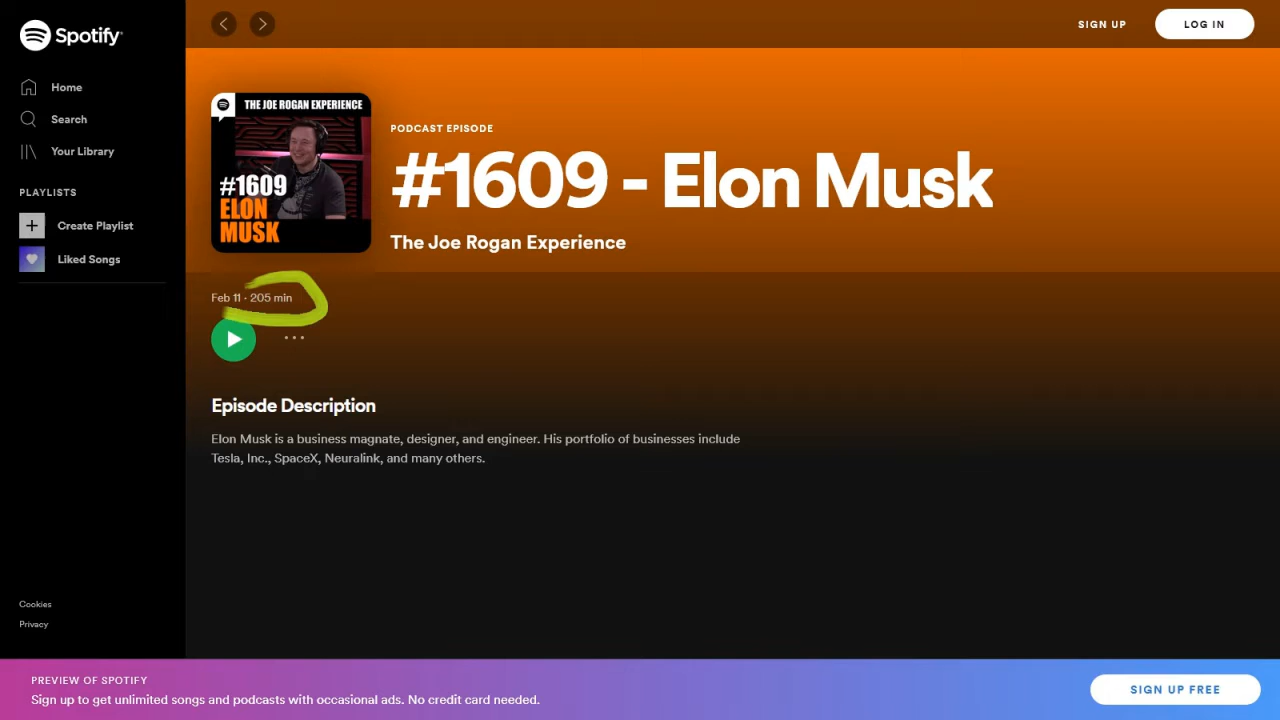 Spotify
SIGN UP
LOG IN
Home
Search
Your Library
PLAYLISTS
Create Playlist
Liked Songs
THE JOE ROGAN EXPERIENCE
#1609
ELON
MUSK
PODCAST EPISODE
#1609 - Elon Musk
The Joe Rogan Experience
Feb 11 · 205 min
Episode Description
Elon Musk is a business magnate, designer, and engineer. His portfolio of businesses include
Tesla, Inc., SpaceX, Neuralink, and many others.
Cookies
Privacy
PREVIEW OF SPOTIFY
Sign up to get unlimited songs and podcasts with occasional ads. No credit card needed.
SIGN UP FREE